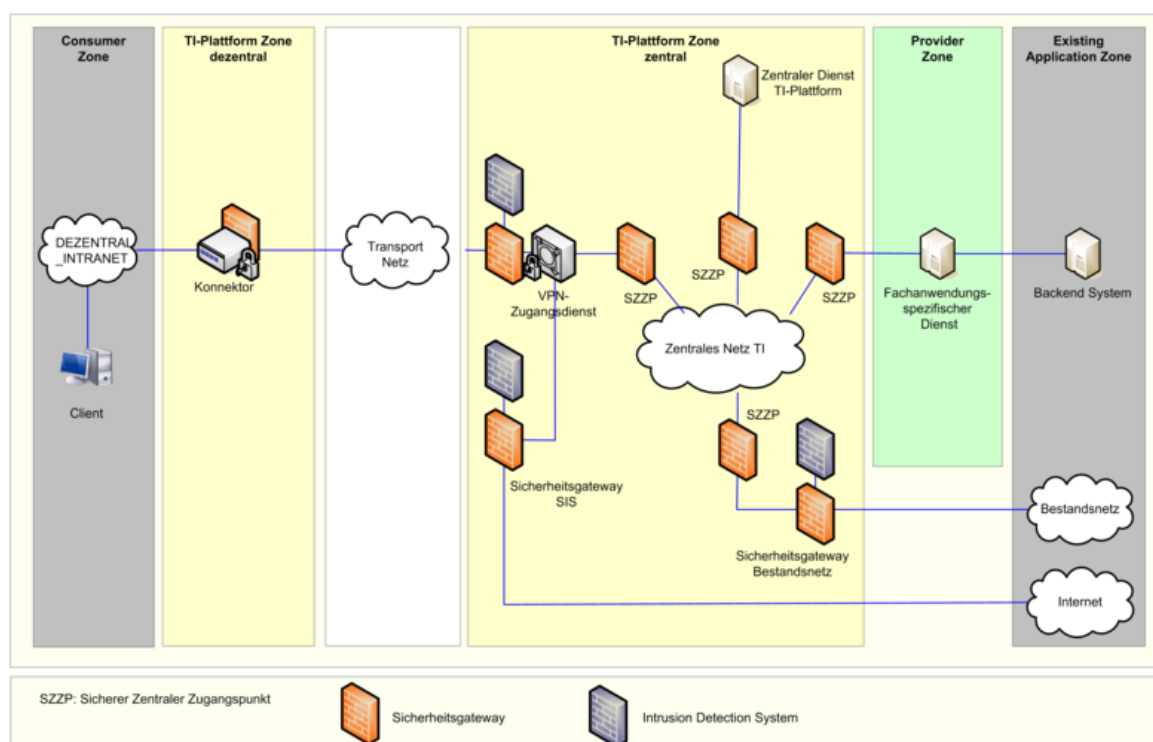 Consumer
Zone
TI-Plattform Zone
dezentral
TI-Plattform Zone
zentral
Provider
Zone
Existing
Application Zone
Zentraler Dienst
TI-Plattform
DEZENTRAL
_INTRANET
Konnektor
Transport
Netz
VPN-
Zugangsdienst
SZZP
SZZP
SZZP
Fachanwendungs-
spezifischer
Dienst
Backend System
Zentrales Netz TI
Client
SZZP
Sicherheitsgateway
SIS
Bestandsnetz
Sicherheitsgateway
Bestandsnetz
Internet
SZZP: Sicherer Zentraler Zugangspunkt
Sicherheitsgateway
Intrusion Detection System